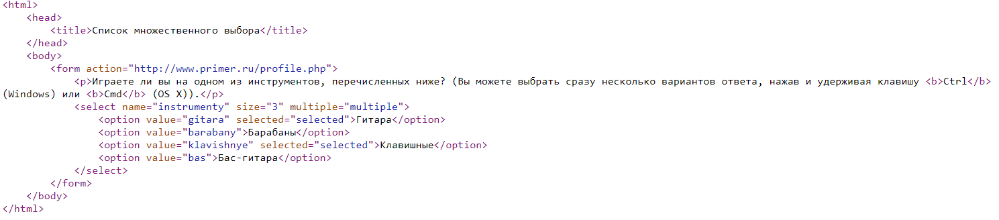 <html>
    <head>
        <title>Список множественного выбора</title>
    </head>
    <body>
        <form action="http://www.primer.ru/profile.php">
            <p>Играете ли вы на одном из инструментов, перечисленных ниже? (Вы можете выбрать сразу несколько вариантов ответа, нажав и удерживая клавишу <b>Ctrl</b>
(Windows) или <b>Cmd</b> (OS X)).</p>
            <select name="instrumenty" size="3" multiple="multiple">
                <option value="gitara" selected="selected">Гитара</option>
                <option value="barabany">Барабаны</option>
                <option value="klavishnye" selected="selected">Клавишные</option>
                <option value="bas">Бас-гитара</option>
            </select>
        </form>
    </body>
</html>